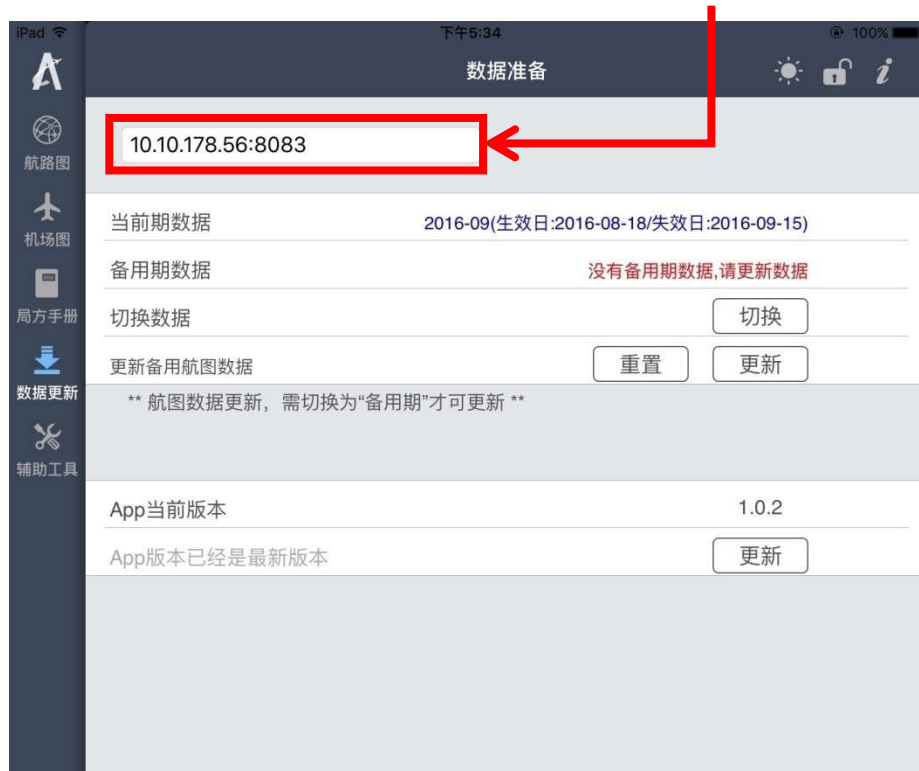 iPad 下午5:34 100%
数据准备
航路图
机场图
局方手册
数据更新
辅助工具
10.10.178.56:8083
当前期数据 2016-09(生效日:2016-08-18/失效日:2016-09-15)
备用期数据 没有备用期数据,请更新数据
切换数据 切换
更新备用航图数据 重置 更新
** 航图数据更新，需切换为“备用期”才可更新 **
App当前版本 1.0.2
App版本已经是最新版本 更新